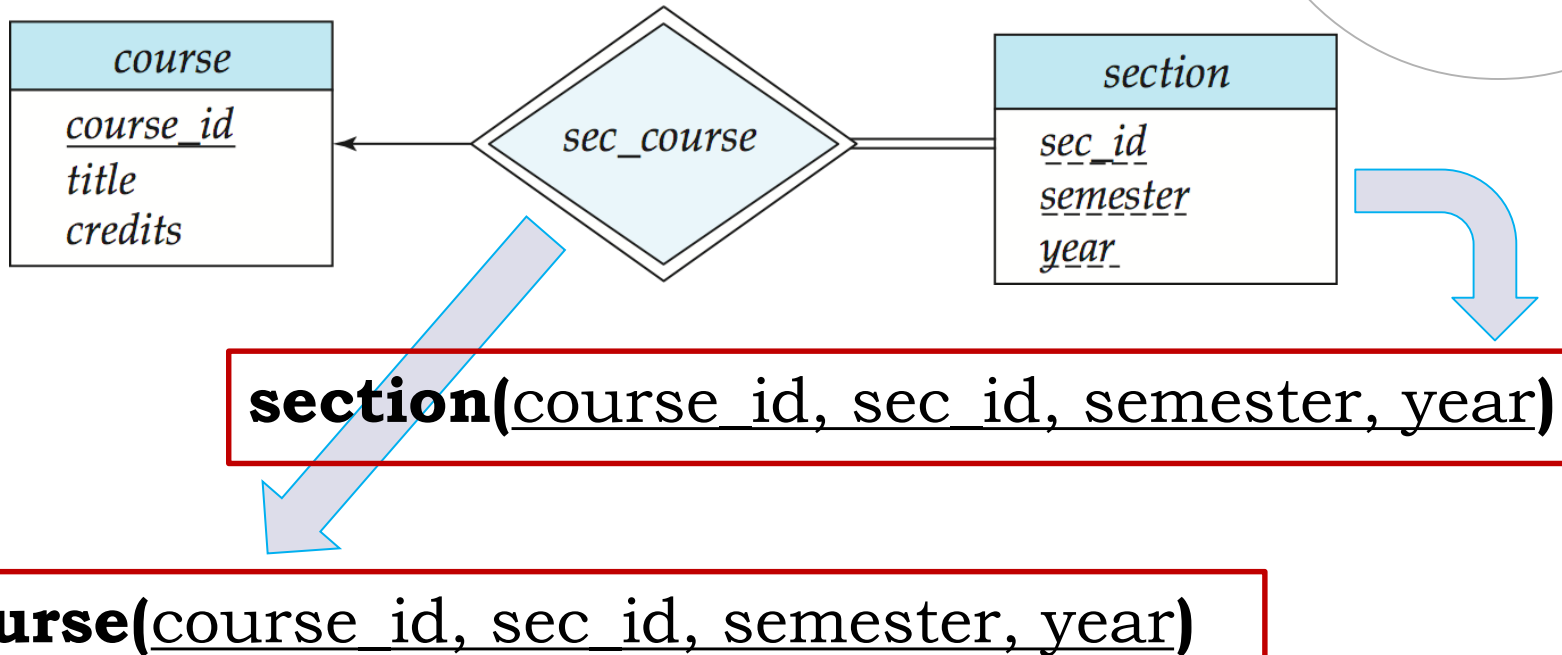 course
course_id
title
credits
sec_course
section
sec_id
semester
year
section(course_id, sec_id, semester, year)
urse(course_id, sec_id, semester, year)